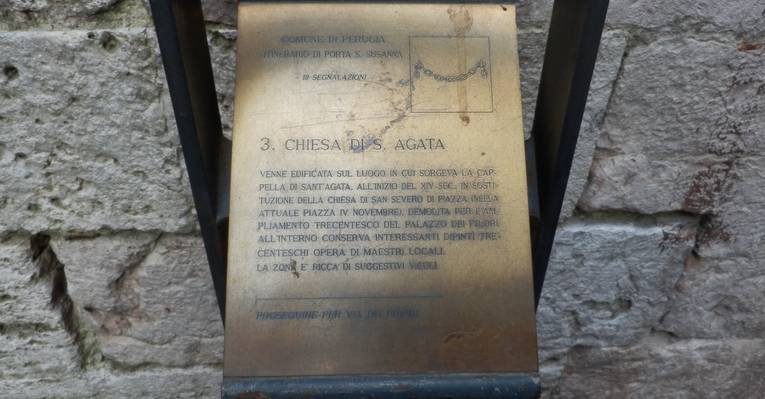 COMUNE DI PERUGIA
ITINERARIO DI PORTA S. SUSANNA
SEGNALAZIONI
3. CHIESA DI S. AGATA
VENNE EDIFICATA SUL LUOGO IN CUI SORGEVA LA CAP-
PELLA DI SANT'AGATA, ALL'INIZIO DEL XIV SEC. IN SOSTI-
TUZIONE DELLA CHIESA DI SAN SEVERO DI PIAZZA (NELLA
ATTUALE PIAZZA IV NOVEMBRE), DEMOLITA PER L'AM-
PLIAMENTO TRECENTESCO DEL PALAZZO DEI PRIORI.
ALL'INTERNO CONSERVA INTERESSANTI DIPINTI TRE-
CENTESCHI OPERA DI MAESTRI LOCALI.
LA ZONA E' RICCA DI SUGGESTIVI VICOLI.
PROSEGUIRE PER VIA DEI PRIORI